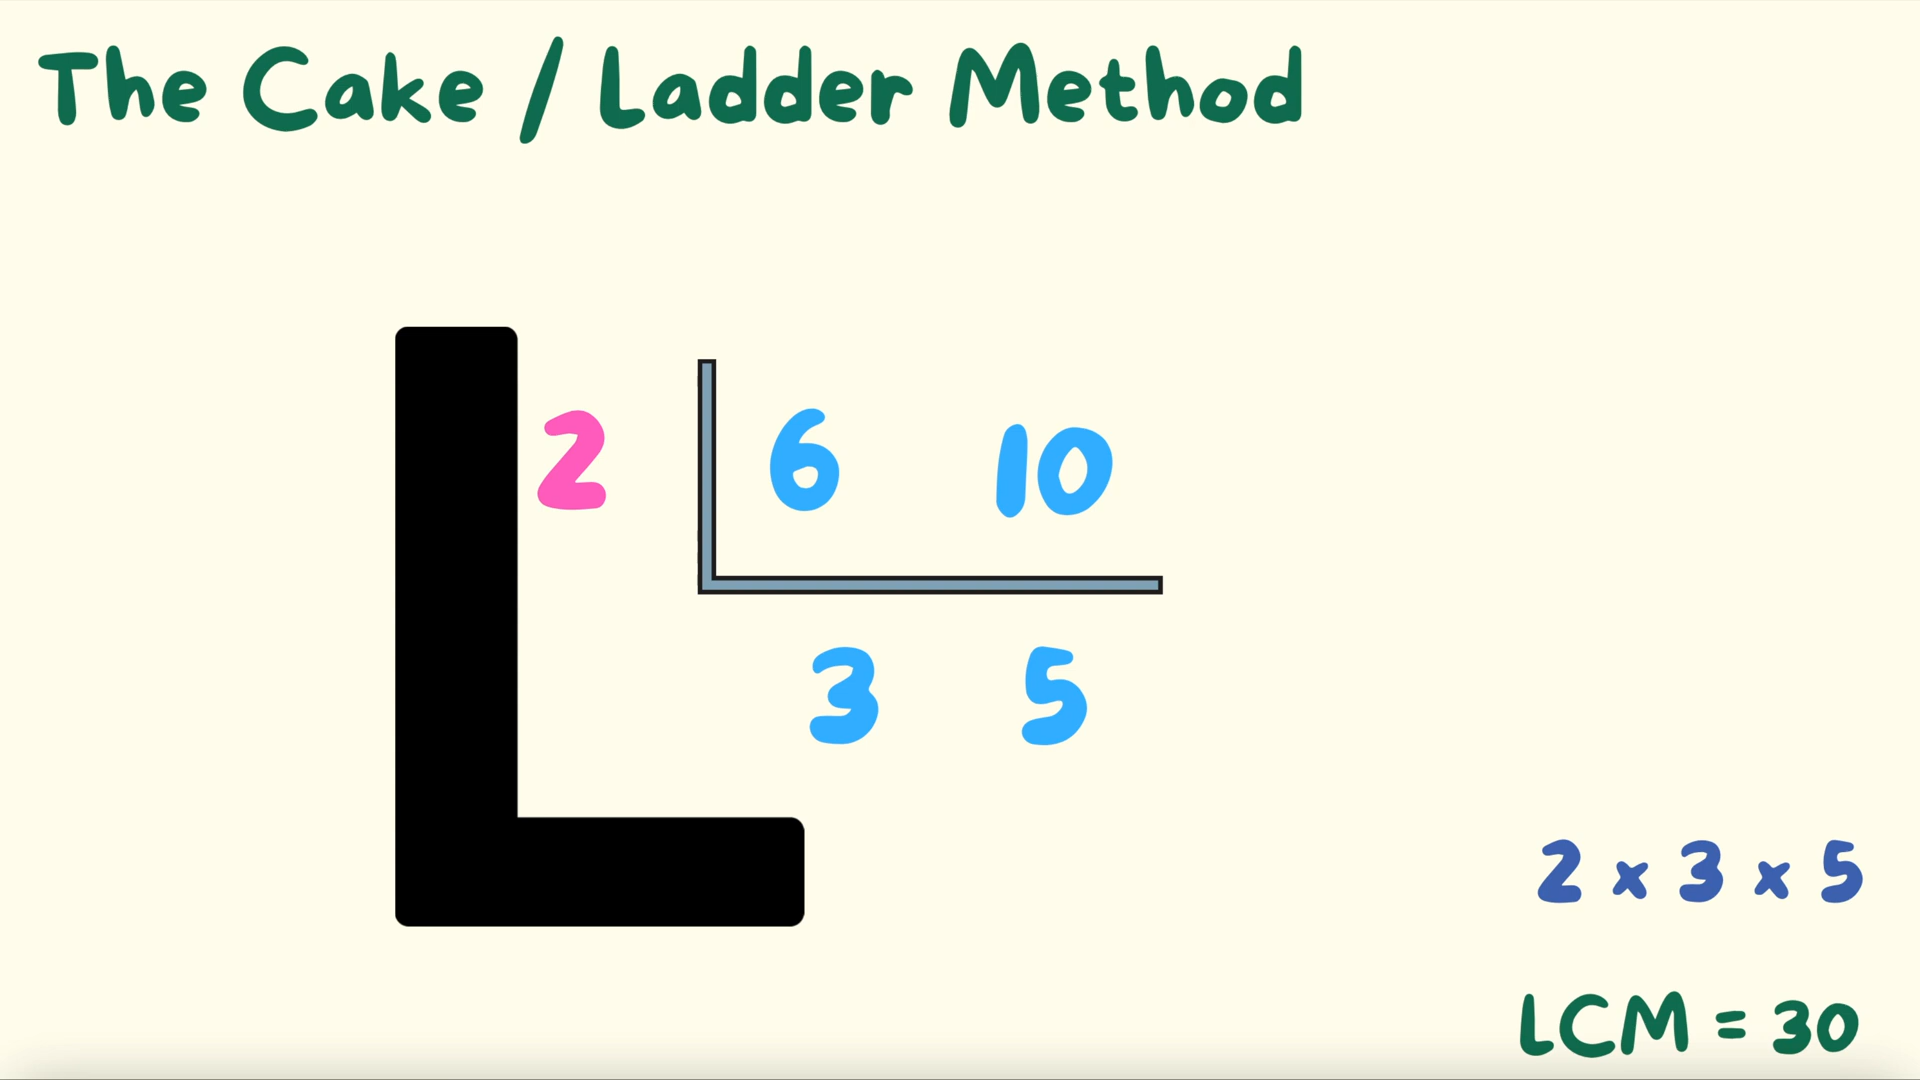 The Cake / Ladder Method
2 6 10
3 5
2 x 3 x 5
LCM = 30